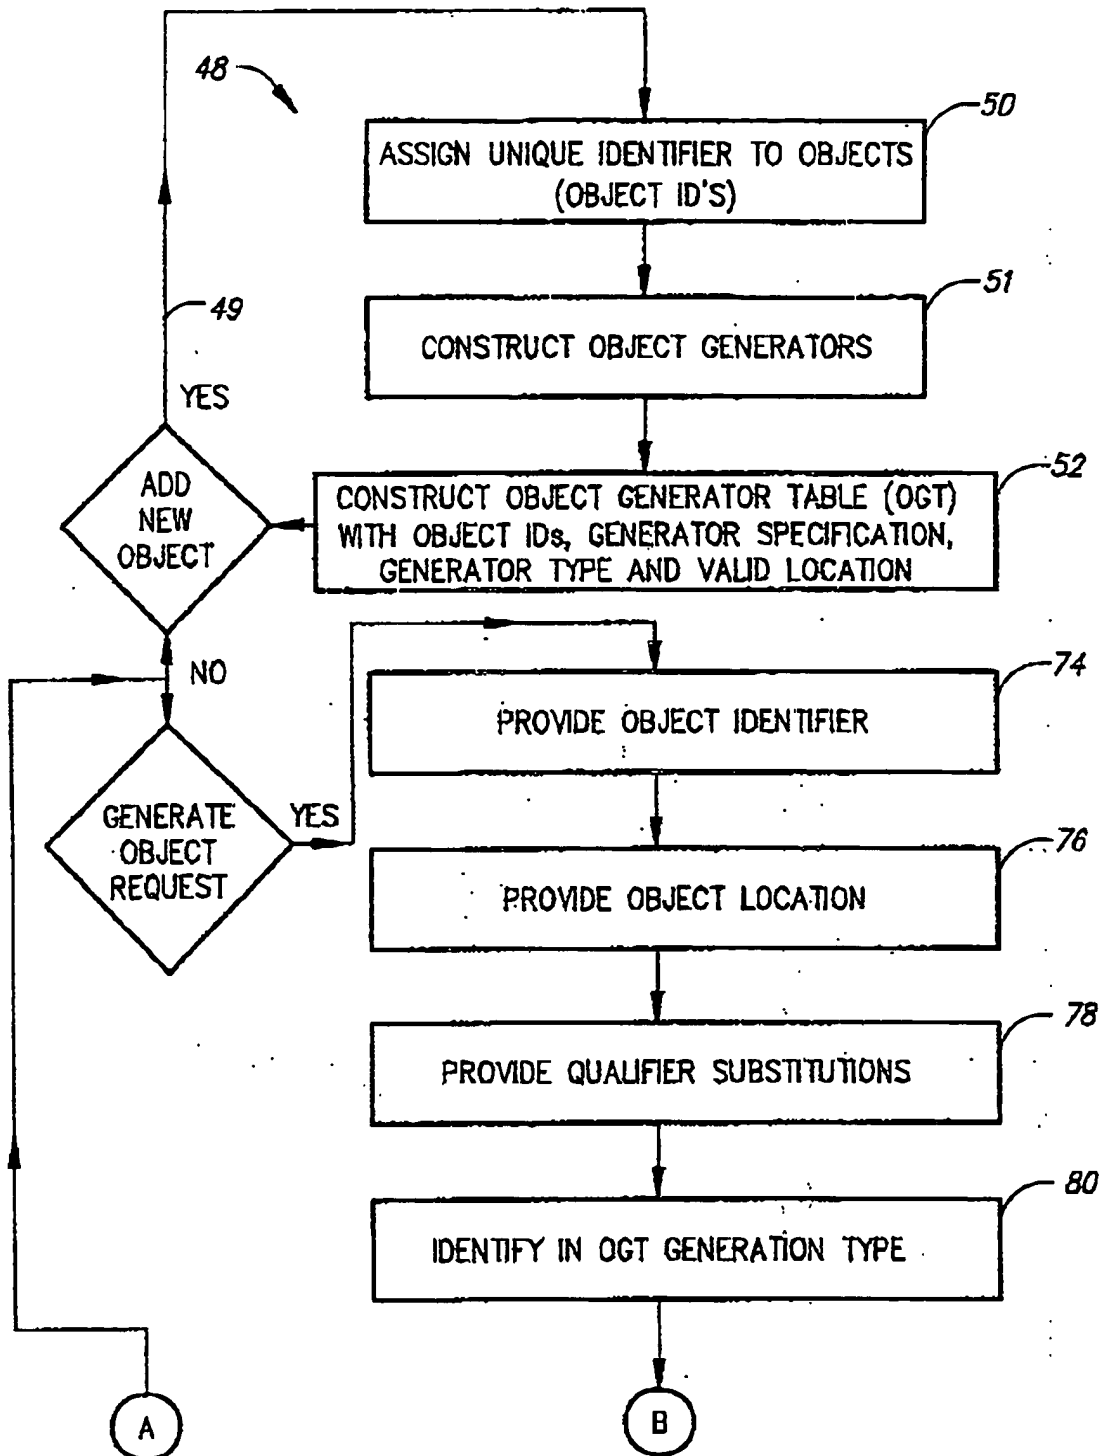 48
50
ASSIGN UNIQUE IDENTIFIER TO OBJECTS
(OBJECT ID'S)
51
CONSTRUCT OBJECT GENERATORS
49
YES
ADD
NEW
OBJECT
52
CONSTRUCT OBJECT GENERATOR TABLE (OGT)
WITH OBJECT IDs, GENERATOR SPECIFICATION,
GENERATOR TYPE AND VALID LOCATION
NO
74
PROVIDE OBJECT IDENTIFIER
GENERATE
OBJECT
REQUEST
YES
76
PROVIDE OBJECT LOCATION
78
PROVIDE QUALIFIER SUBSTITUTIONS
80
IDENTIFY IN OGT GENERATION TYPE
A
B